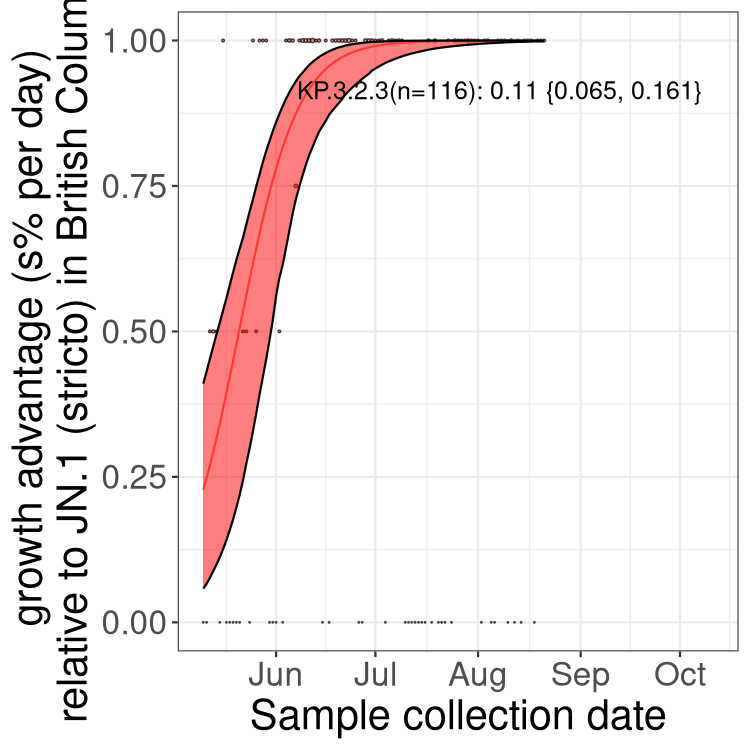 growth advantage (s% per day)
relative to JN.1 (stricto) in British Colum
1.00
0.75
0.50
0.25
0.00
KP.3.2.3(n=116): 0.11 {0.065, 0.161}
Jun Jul Aug Sep Oct
Sample collection date